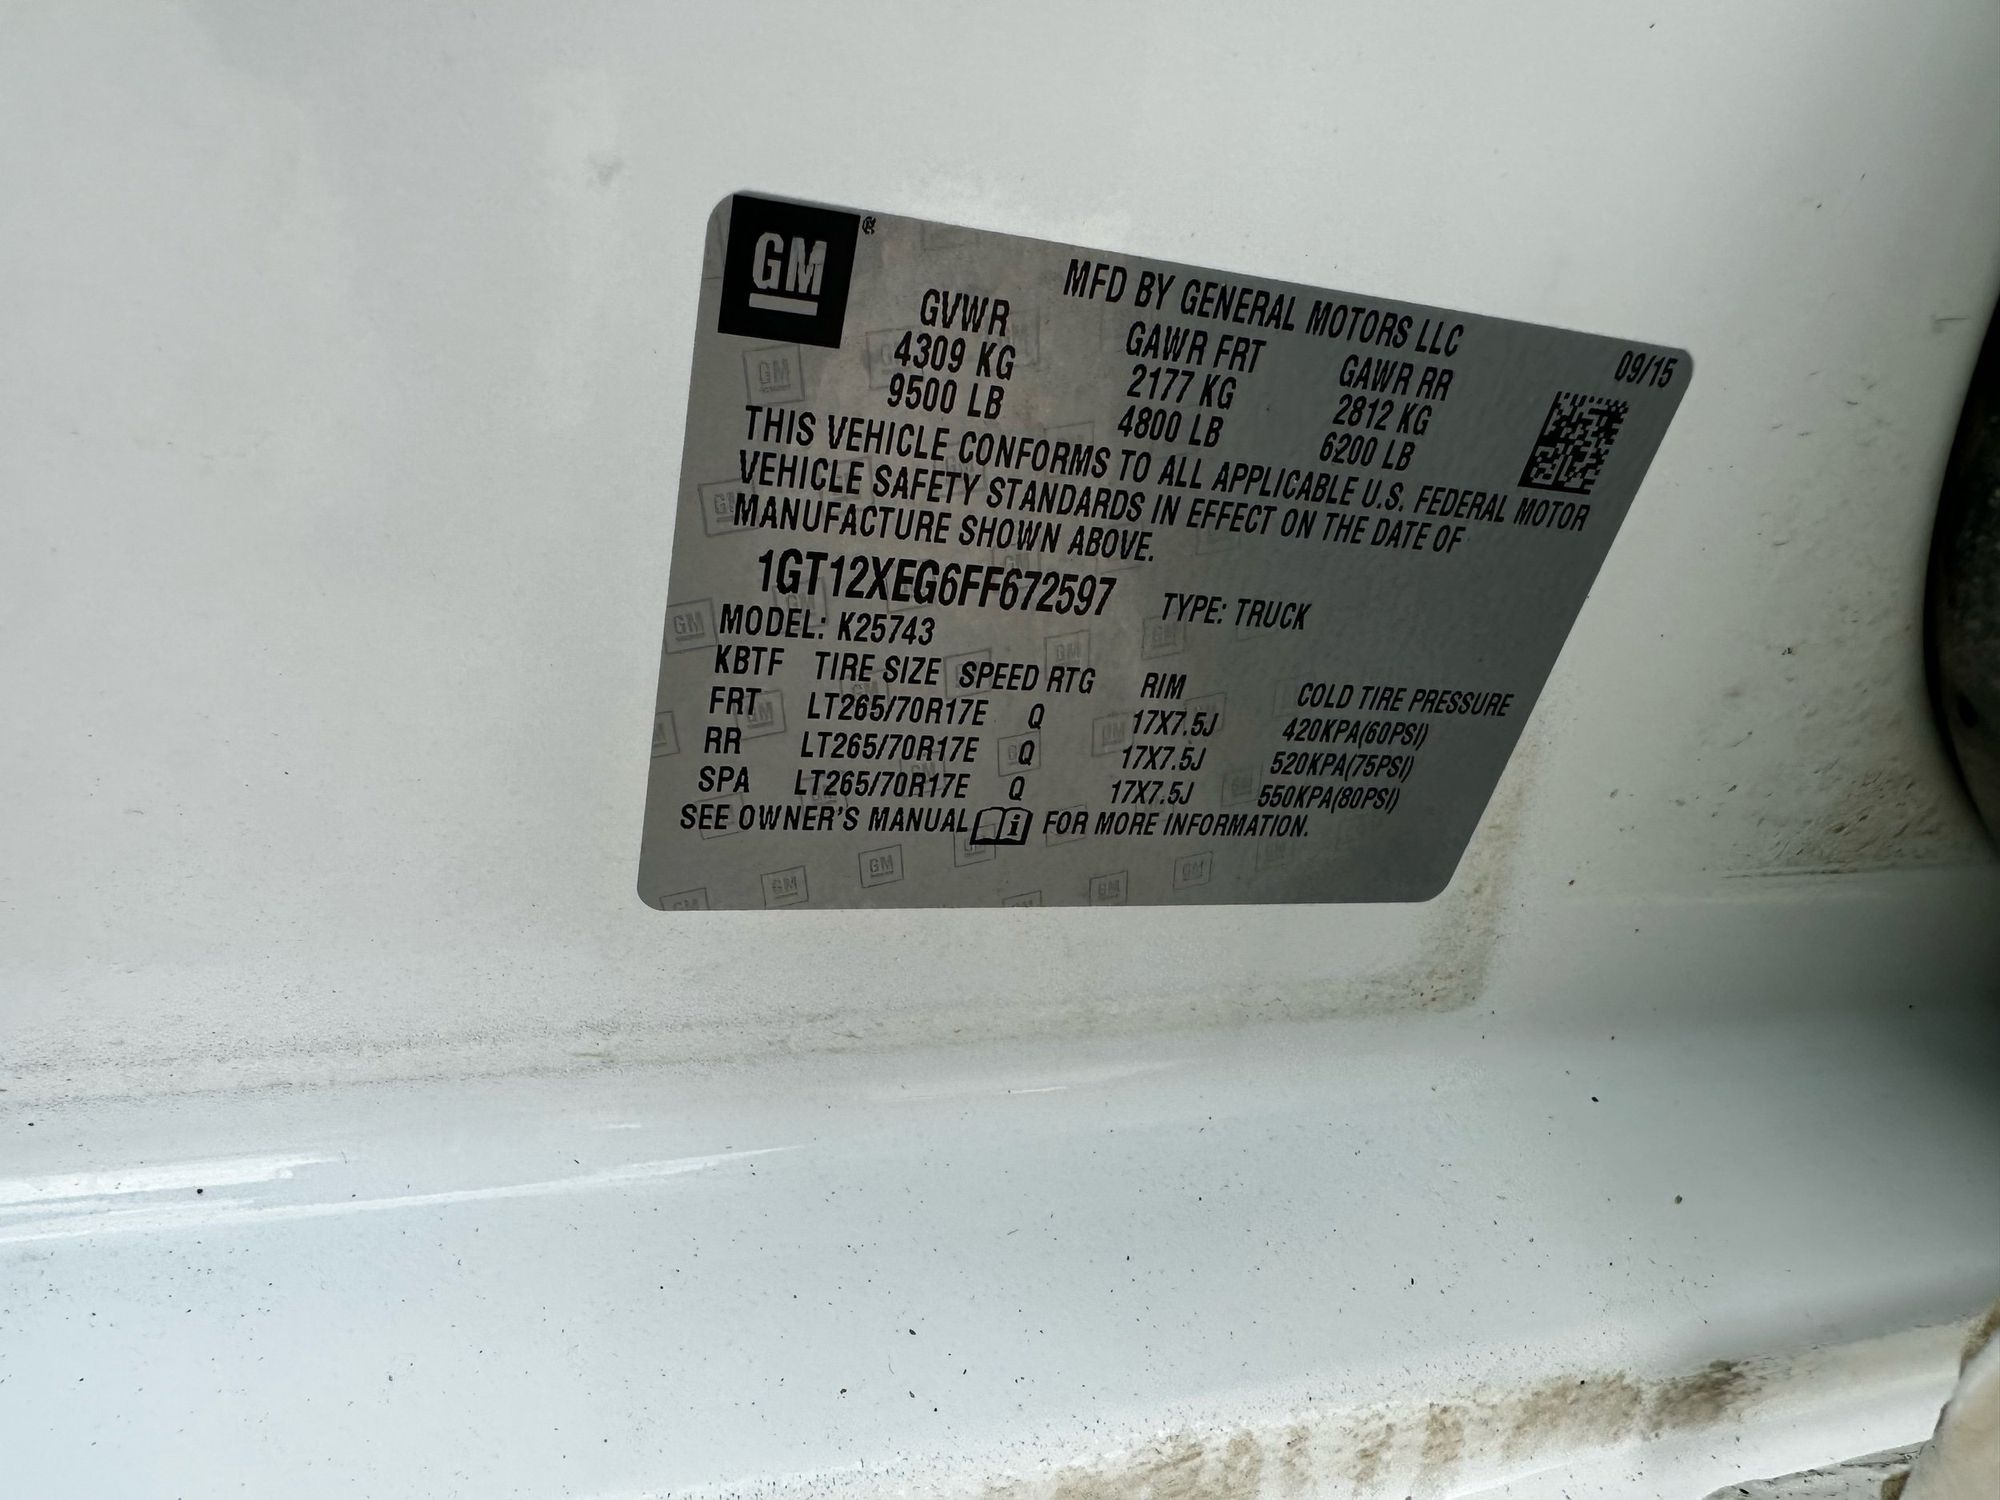 GM ®
MFD BY GENERAL MOTORS LLC 09/15
GVWR GAWR FRT GAWR RR
4309 KG 2177 KG 2812 KG
9500 LB 4800 LB 6200 LB
THIS VEHICLE CONFORMS TO ALL APPLICABLE U.S. FEDERAL MOTOR
VEHICLE SAFETY STANDARDS IN EFFECT ON THE DATE OF
MANUFACTURE SHOWN ABOVE.
1GT12XEG6FF672597 TYPE: TRUCK
MODEL: K25743
KBTF TIRE SIZE SPEED RTG RIM COLD TIRE PRESSURE
FRT LT265/70R17E Q 17X7.5J 420KPA(60PSI)
RR LT265/70R17E Q 17X7.5J 520KPA(75PSI)
SPA LT265/70R17E Q 17X7.5J 550KPA(80PSI)
SEE OWNER'S MANUAL i FOR MORE INFORMATION.